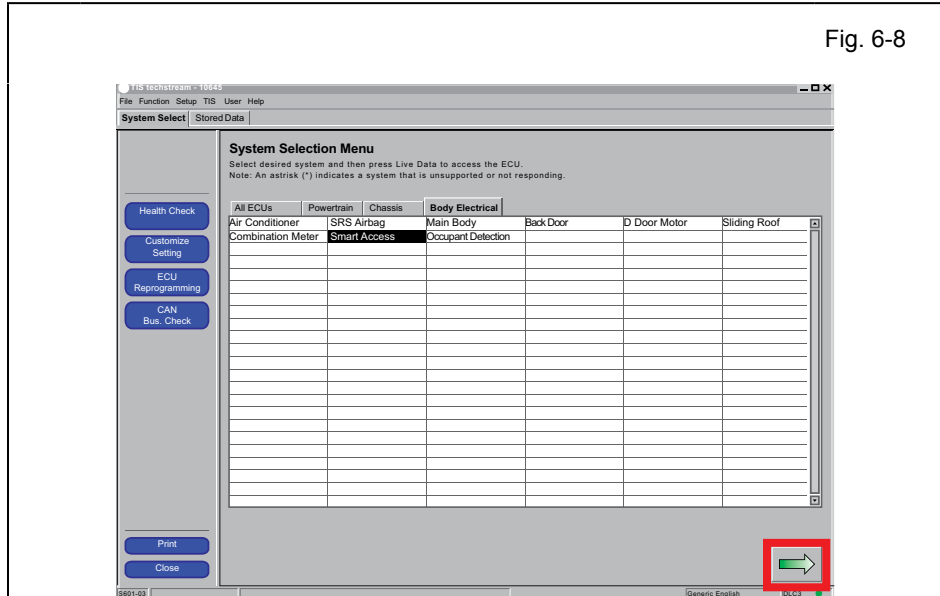 Fig. 6-8
TIS techstream - 10645
File Function Setup TIS User Help
System Select Stored Data
System Selection Menu
Select desired system and then press Live Data to access the ECU.
Note: An astrisk (*) indicates a system that is unsupported or not responding.
Health Check
Customize
Setting
ECU
Reprogramming
CAN
Bus. Check
All ECUs Powertrain Chassis Body Electrical
Air Conditioner SRS Airbag Main Body Back Door D Door Motor Sliding Roof
Combination Meter Smart Access Occupant Detection
Print
Close
S601-03 Generic English DLC3